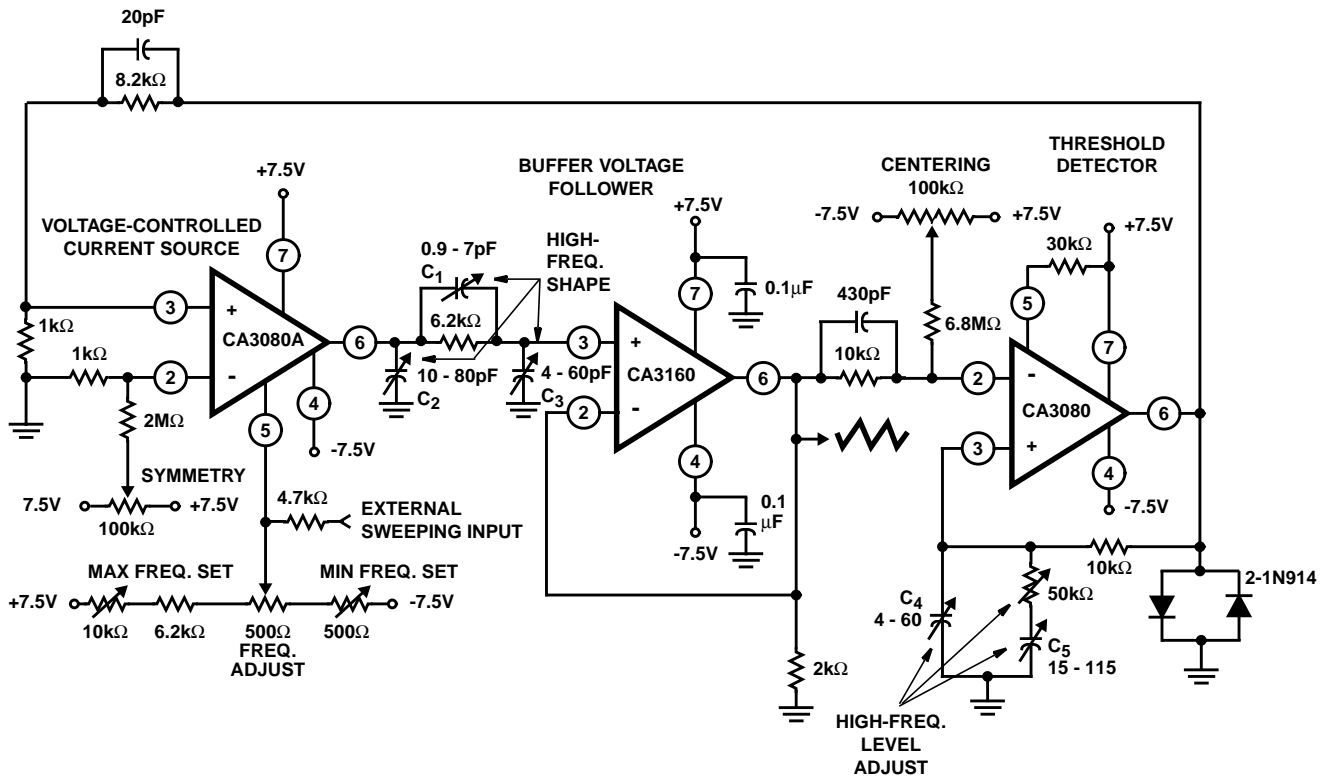 20pF
8.2kΩ
+7.5V
BUFFER VOLTAGE
FOLLOWER
CENTERING
100kΩ
THRESHOLD
DETECTOR
VOLTAGE-CONTROLLED
CURRENT SOURCE
+7.5V
-7.5V
+7.5V
+7.5V
7
0.9 - 7pF
C1
HIGH-
FREQ.
SHAPE
7
0.1µF
30kΩ
5
3
+
1kΩ
CA3080A
6
6.2kΩ
3
+
430pF
6.8MΩ
7
1kΩ
2
-
4
10 - 80pF
C2
4 - 60pF
C3
CA3160
6
10kΩ
2
-
CA3080
6
2MΩ
5
-7.5V
2
-
4
3
+
4
-7.5V
SYMMETRY
7.5V
+7.5V
100kΩ
4.7kΩ
EXTERNAL
SWEEPING INPUT
0.1
µF
-7.5V
10kΩ
2-1N914
MAX FREQ. SET
MIN FREQ. SET
+7.5V
-7.5V
10kΩ
6.2kΩ
500Ω
FREQ.
ADJUST
500Ω
C4
4 - 60
50kΩ
C5
15 - 115
2kΩ
HIGH-FREQ.
LEVEL
ADJUST